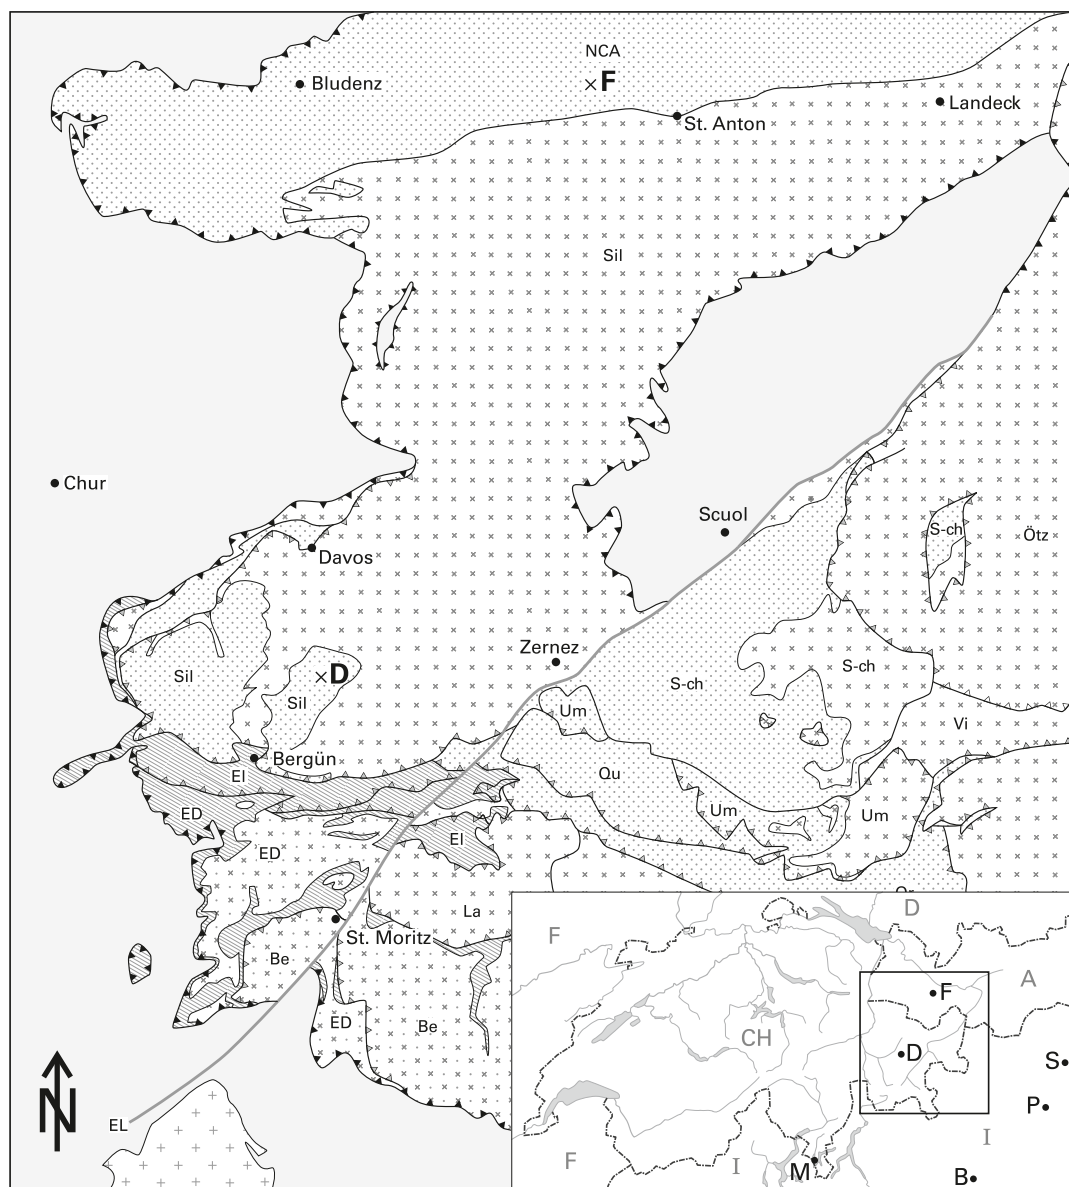 NCA
F
Bludenz
Landeck
St. Anton
Sil
Chur
Scuol
S-ch
Ötz
Davos
Zernez
Sil
D
Sil
S-ch
S-ch
Um
Vi
Bergün
El
Qu
ED
Um
Um
ED
El
La
St. Moritz
Be
ED
Be
EL
N
D
F
A
F
CH
D
S
P
I
F
I
M
B